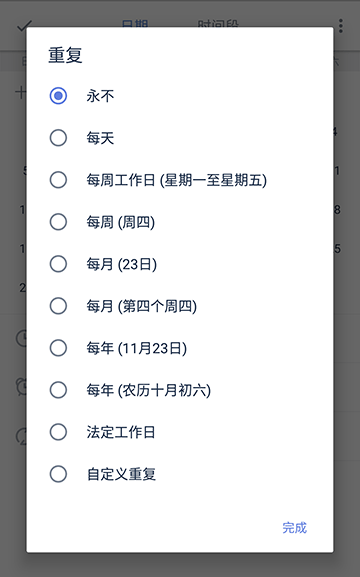 日期 时间段
重复
永不
每天
每周工作日 (星期一至星期五)
每周 (周四)
每月 (23日)
每月 (第四个周四)
每年 (11月23日)
每年 (农历十月初六)
法定工作日
自定义重复
完成